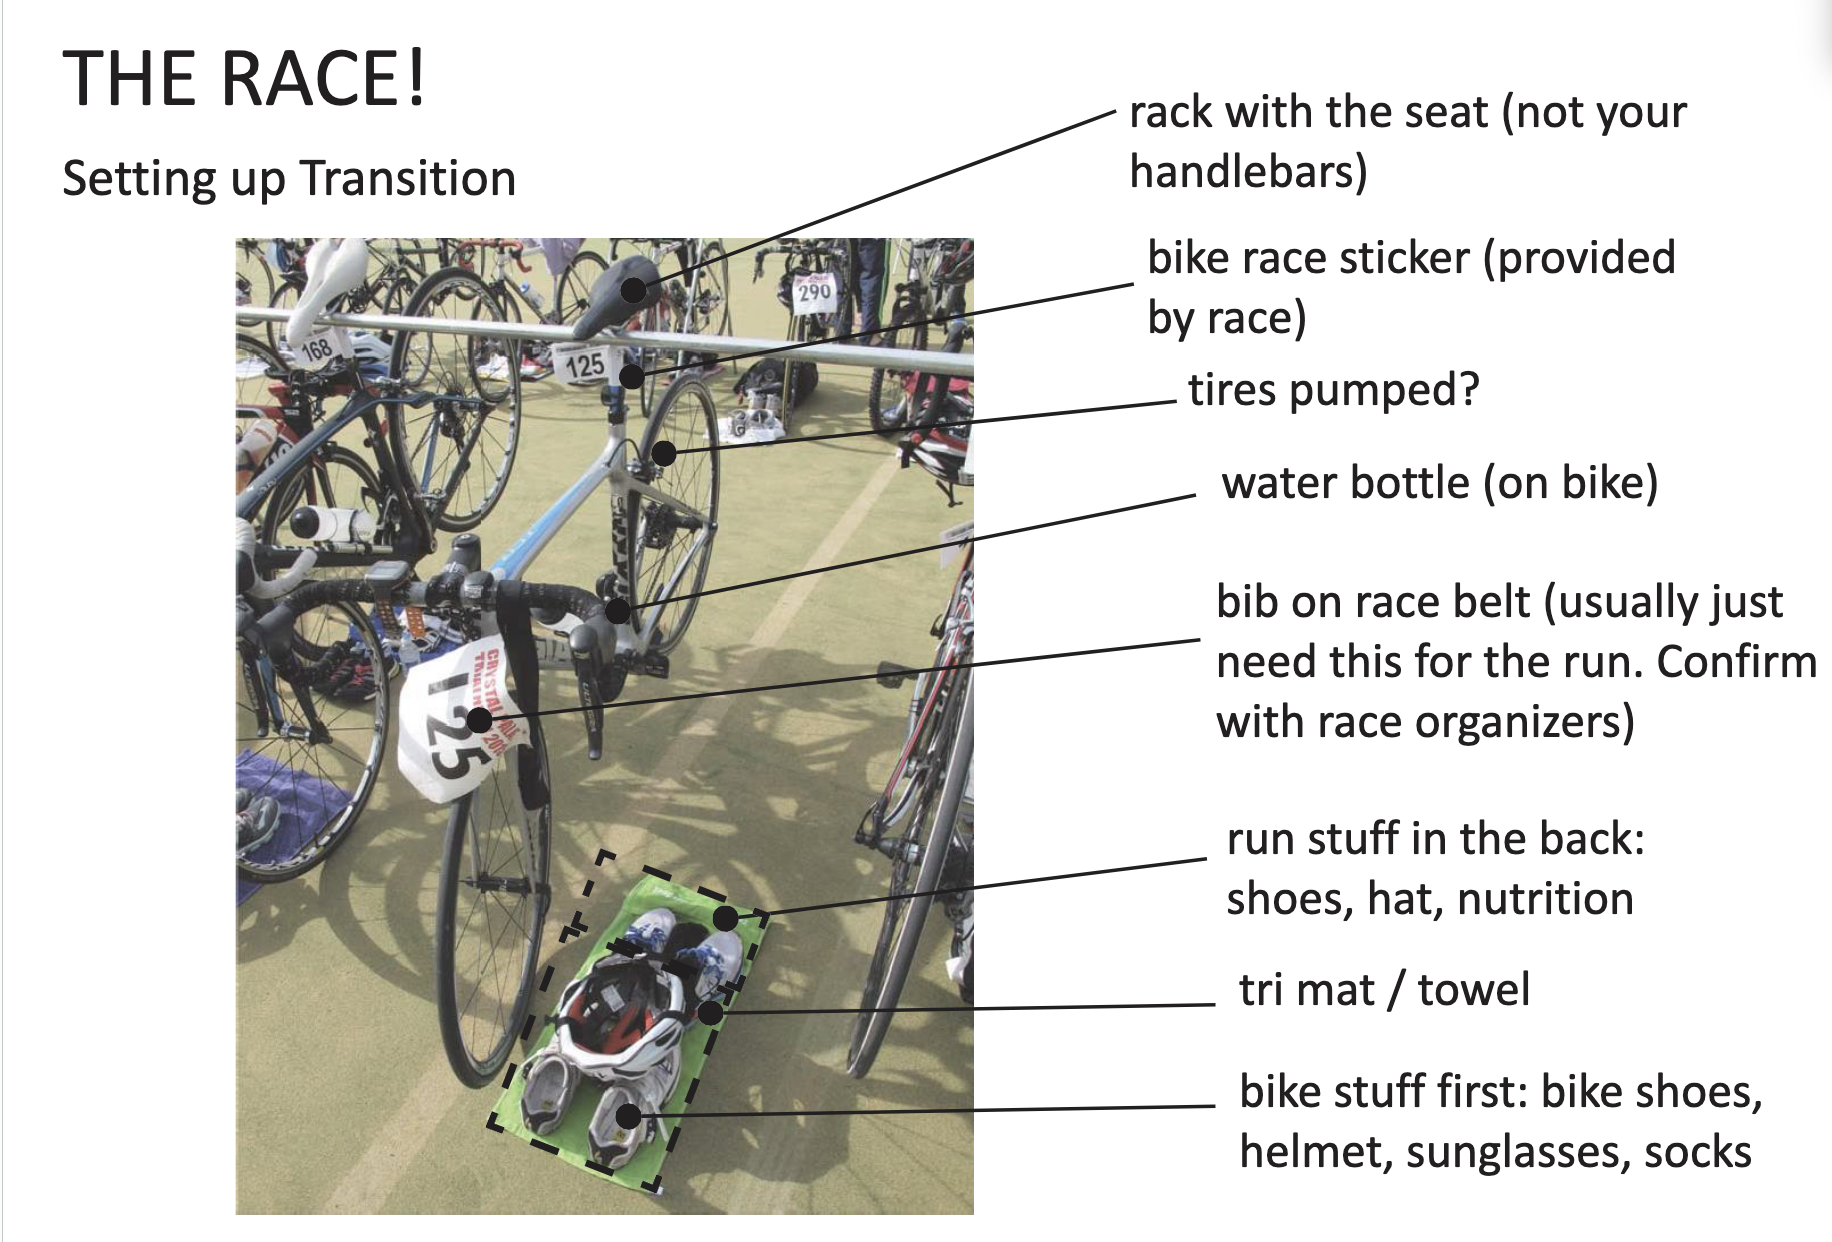 THE RACE!
Setting up Transition
rack with the seat (not your
handlebars)
bike race sticker (provided
by race)
tires pumped?
water bottle (on bike)
bib on race belt (usually just
need this for the run. Confirm
with race organizers)
run stuff in the back:
shoes, hat, nutrition
tri mat / towel
bike stuff first: bike shoes,
helmet, sunglasses, socks
290
168
125
125